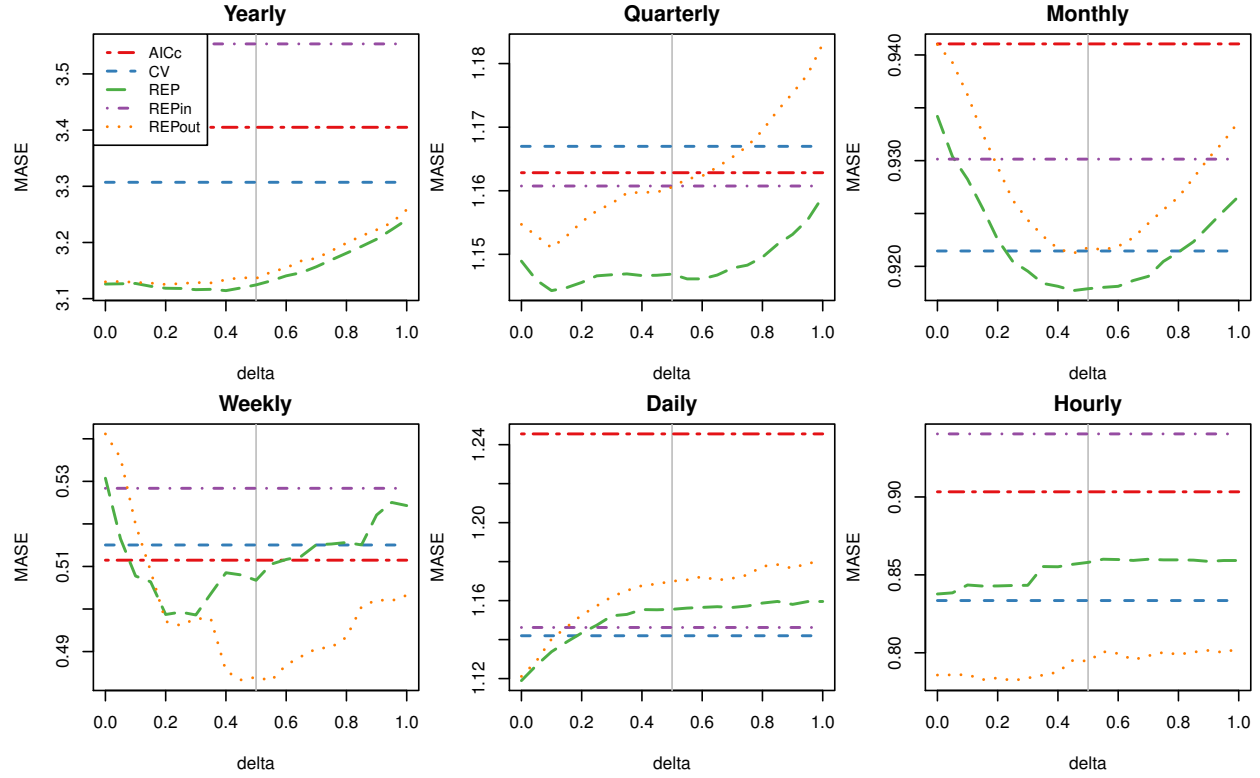 Yearly
MASE
3.5
3.4
3.3
3.2
3.1
AICc
CV
REP
REPin
REPout
0.0 0.2 0.4 0.6 0.8 1.0
delta
Quarterly
MASE
1.18
1.17
1.16
1.15
0.0 0.2 0.4 0.6 0.8 1.0
delta
Monthly
MASE
0.940
0.930
0.920
0.0 0.2 0.4 0.6 0.8 1.0
delta
Weekly
MASE
0.53
0.51
0.49
0.0 0.2 0.4 0.6 0.8 1.0
delta
Daily
MASE
1.24
1.20
1.16
1.12
0.0 0.2 0.4 0.6 0.8 1.0
delta
Hourly
MASE
0.90
0.85
0.80
0.0 0.2 0.4 0.6 0.8 1.0
delta